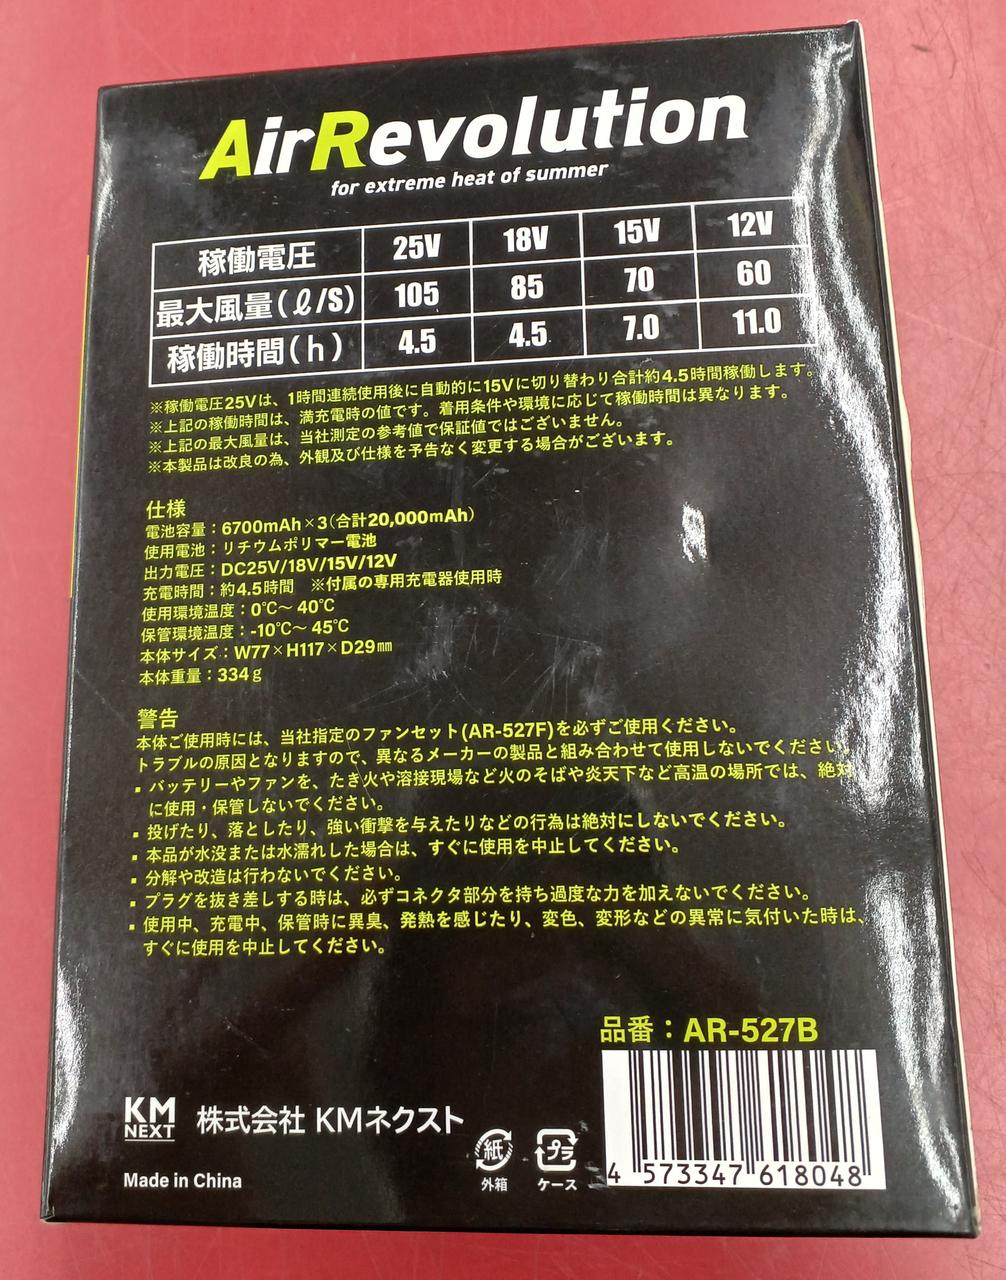 AirRevolution
for extreme heat of summer
稼働電圧 25V 18V 15V 12V
最大風量(ℓ/S) 105 85 70 60
稼働時間(h) 4.5 4.5 7.0 11.0
※稼働電圧25Vは、1時間連続使用後に自動的に15Vに切り替わり合計約4.5時間稼働します。
※上記の稼働時間は、満充電時の値です。着用条件や環境に応じて稼働時間は異なります。
※上記の最大風量は、当社測定の参考値で保証値ではございません。
※本製品は改良の為、外観及び仕様を予告なく変更する場合がございます。
仕様
電池容量：6700mAh×3(合計20,000mAh)
使用電池：リチウムポリマー電池
出力電圧：DC25V/18V/15V/12V
充電時間：約4.5時間 ※付属の専用充電器使用時
使用環境温度：0℃～40℃
保管環境温度：-10℃～45℃
本体サイズ：W77×H117×D29㎜
本体重量：334g
警告
本体ご使用時には、当社指定のファンセット(AR-527F)を必ずご使用ください。
トラブルの原因となりますので、異なるメーカーの製品と組み合わせて使用しないでください。
▪ バッテリーやファンを、たき火や溶接現場など火のそばや炎天下など高温の場所では、絶対
に使用・保管しないでください。
▪ 投げたり、落としたり、強い衝撃を与えたりなどの行為は絶対にしないでください。
▪ 本品が水没または水濡れした場合は、すぐに使用を中止してください。
▪ 分解や改造は行わないでください。
▪ プラグを抜き差しする時は、必ずコネクタ部分を持ち過度な力を加えないでください。
▪ 使用中、充電中、保管時に異臭、発熱を感じたり、変色、変形などの異常に気付いた時は、
すぐに使用を中止してください。
品番：AR-527B
KM
NEXT
株式会社 KMネクスト
紙
外箱
プラ
ケース
4 573347 618048
Made in China